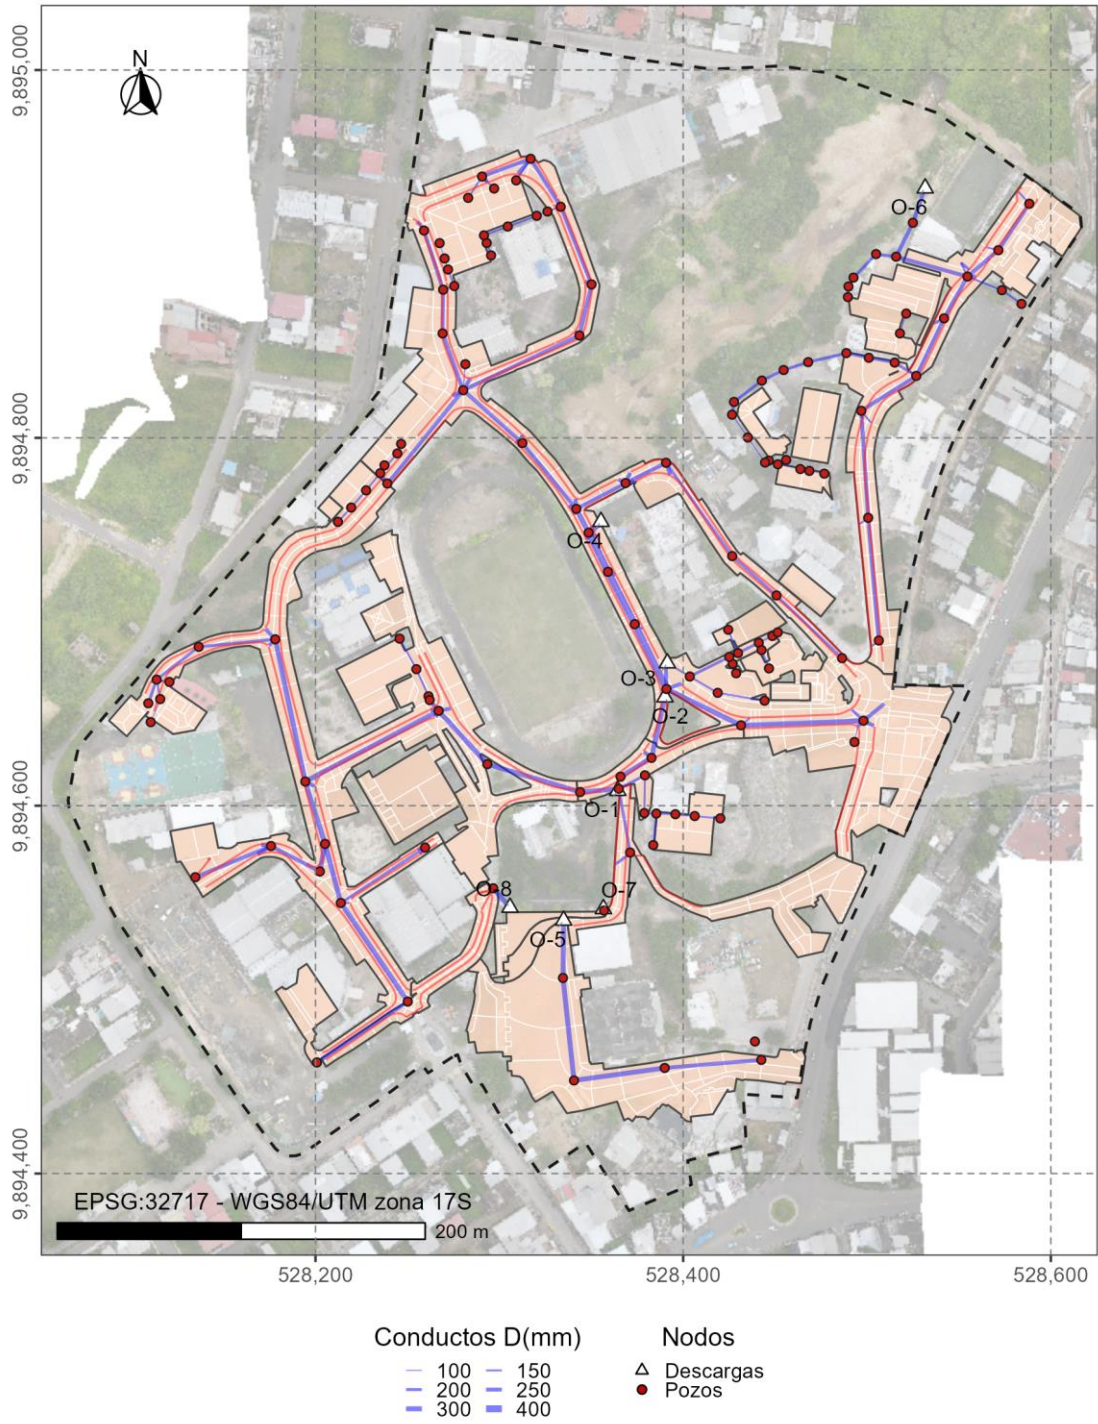 9,895,000
N
O-6
9,894,800
O-4
O-3
O-2
9,894,600
O-1
O-8
O-7
O-5
9,894,400
EPSG:32717 - WGS84/UTM zona 17S
200 m
528,200
528,400
528,600
Conductos D(mm)
100
150
200
250
300
400
Nodos
Descargas
Pozos